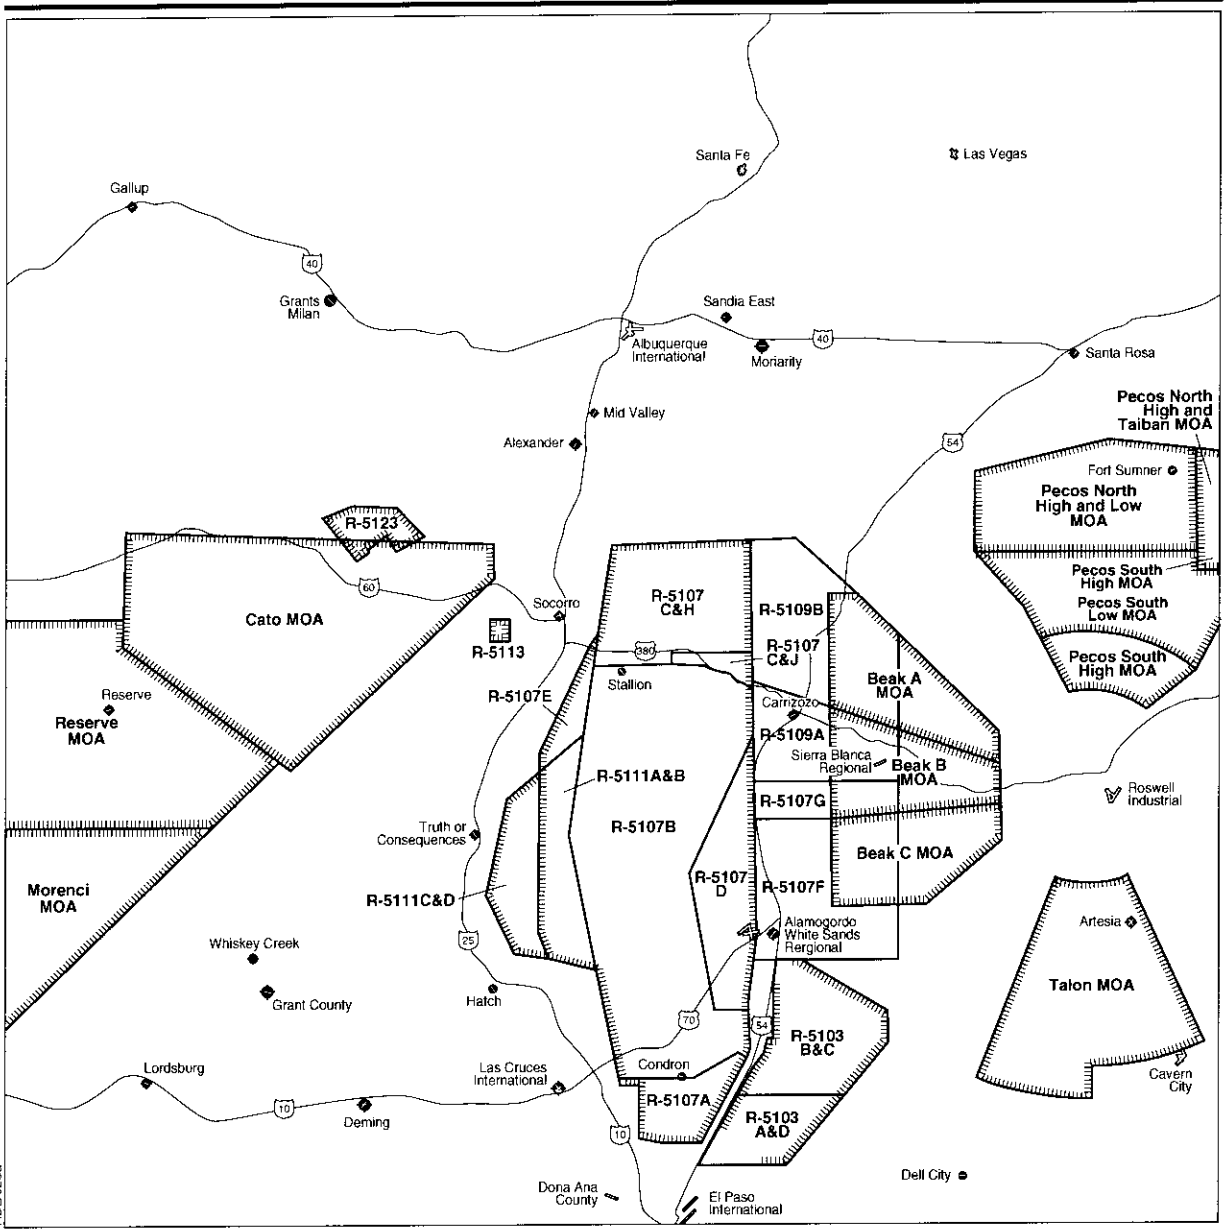 Santa Fe
Las Vegas
Gallup
40
Grants
Milan
Sandia East
Albuquerque
International
40
Moriarity
Santa Rosa
Pecos North
High and
Taiban MOA
Mid Valley
Alexander
54
Fort Sumner
Pecos North
High and Low
MOA
R-5123
Pecos South
High MOA
Pecos South
Low MOA
Pecos South
High MOA
60
Cato MOA
Socorro
R-5113
R-5107
C&H
R-5109B
380
R-5107
C&J
Stallion
R-5107E
Beak A
MOA
Reserve
Reserve
MOA
Carrizozo
R-5109A
Sierra Blanca
Regional
Beak B
MOA
R-5111A&B
R-5107G
Roswell
Industrial
R-5107B
Truth or
Consequences
Beak C MOA
Morenci
MOA
R-5111C&D
R-5107
D
R-5107F
Artesia
Alamogordo
White Sands
Rergional
Whiskey Creek
25
Grant County
Hatch
Talon MOA
70
54
R-5103
B&C
Lordsburg
Las Cruces
International
Condron
Cavern
City
R-5107A
10
Deming
R-5103
A&D
10
Dell City
Dona Ana
County
El Paso
International